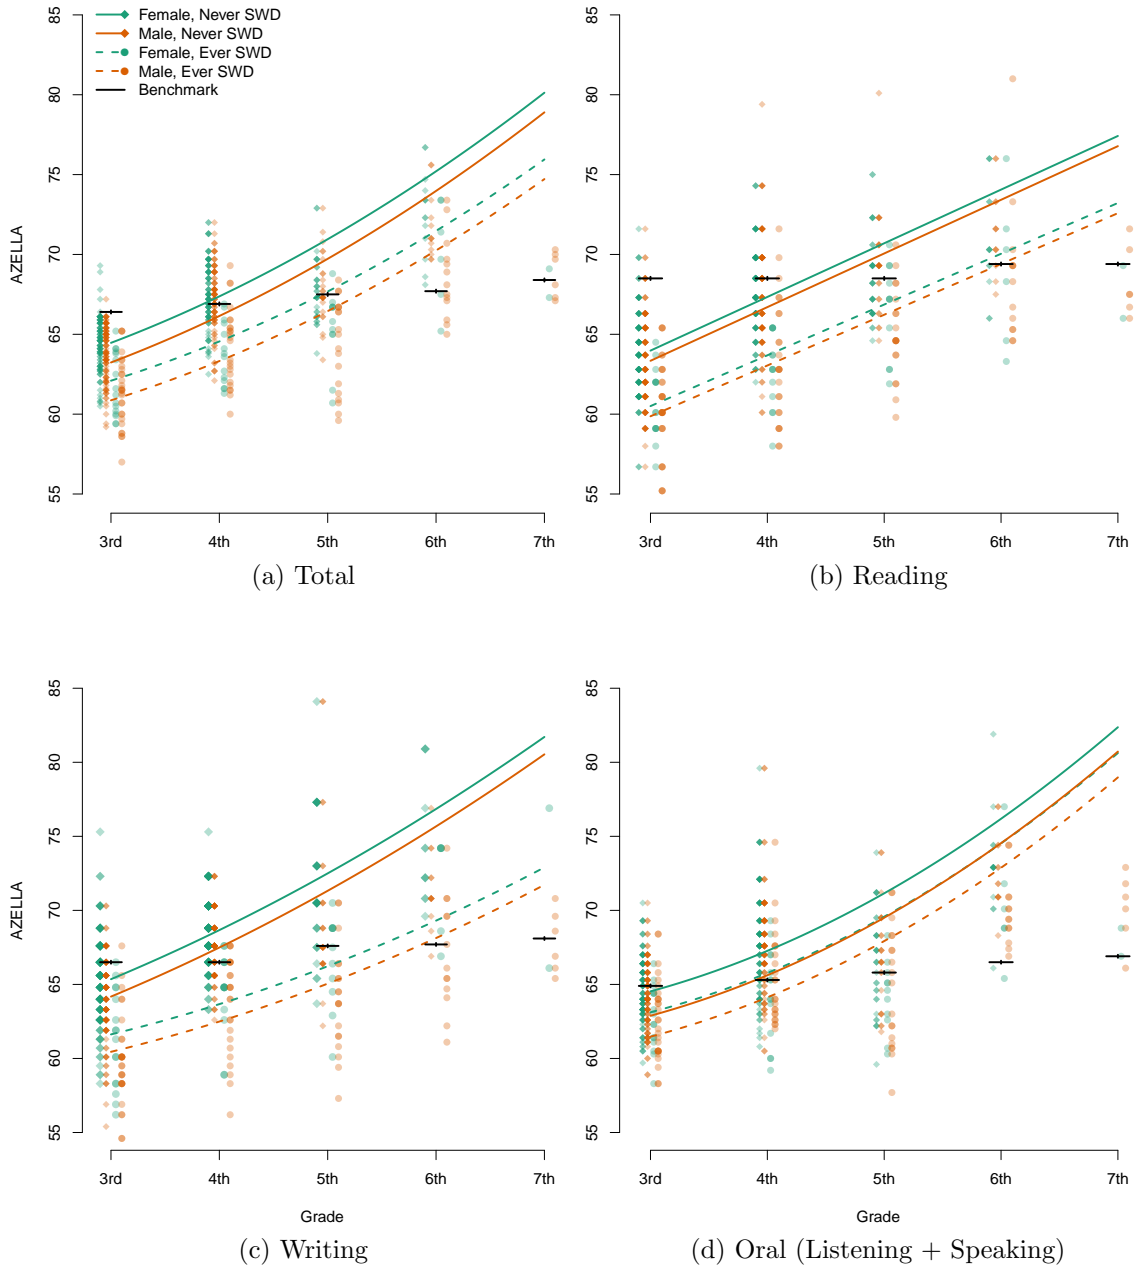 Female, Never SWD
Male, Never SWD
Female, Ever SWD
Male, Ever SWD
Benchmark
AZELLA
85
80
75
70
65
60
55
3rd 4th 5th 6th 7th
(a) Total
85
80
75
70
65
60
55
3rd 4th 5th 6th 7th
(b) Reading
AZELLA
85
80
75
70
65
60
55
3rd 4th 5th 6th 7th
Grade
(c) Writing
85
80
75
70
65
60
55
3rd 4th 5th 6th 7th
Grade
(d) Oral (Listening + Speaking)